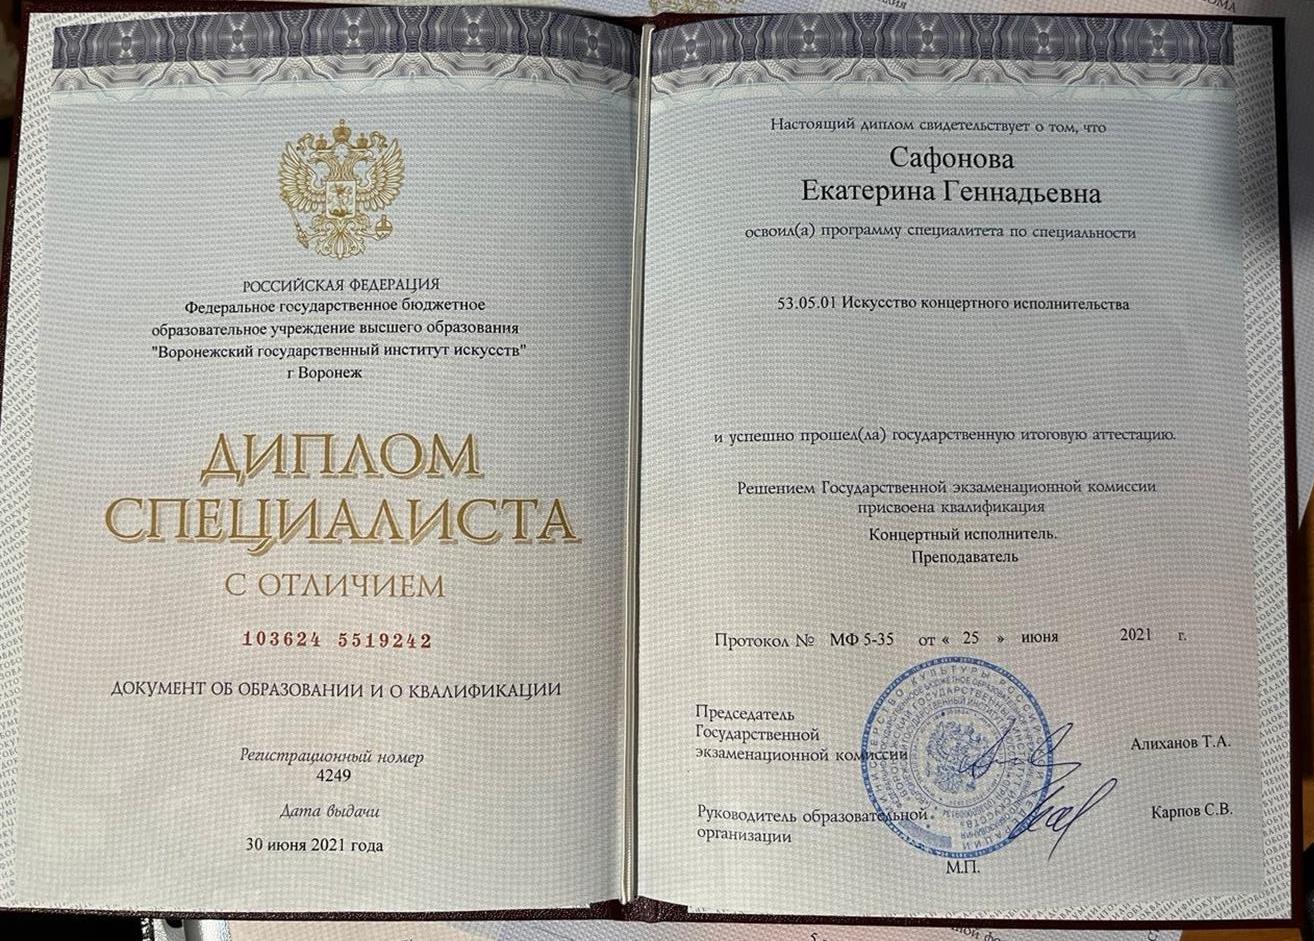 РОССИЙСКАЯ ФЕДЕРАЦИЯ
Федеральное государственное бюджетное
образовательное учреждение высшего образования
"Воронежский государственный институт искусств"
г Воронеж
ДИПЛОМ
СПЕЦИАЛИСТА
С ОТЛИЧИЕМ
103624 5519242
ДОКУМЕНТ ОБ ОБРАЗОВАНИИ И О КВАЛИФИКАЦИИ
Регистрационный номер
4249
Дата выдачи
30 июня 2021 года
Настоящий диплом свидетельствует о том, что
Сафонова
Екатерина Геннадьевна
освоил(а) программу специалитета по специальности
53.05.01 Искусство концертного исполнительства
и успешно прошел(ла) государственную итоговую аттестацию.
Решением Государственной экзаменационной комиссии
присвоена квалификация
Концертный исполнитель.
Преподаватель
Протокол № МФ 5-35 от « 25 » июня 2021 г.
Председатель
Государственной
экзаменационной комиссии
Алиханов Т.А.
Руководитель образовательной
организации
Карпов С.В.
М.П.